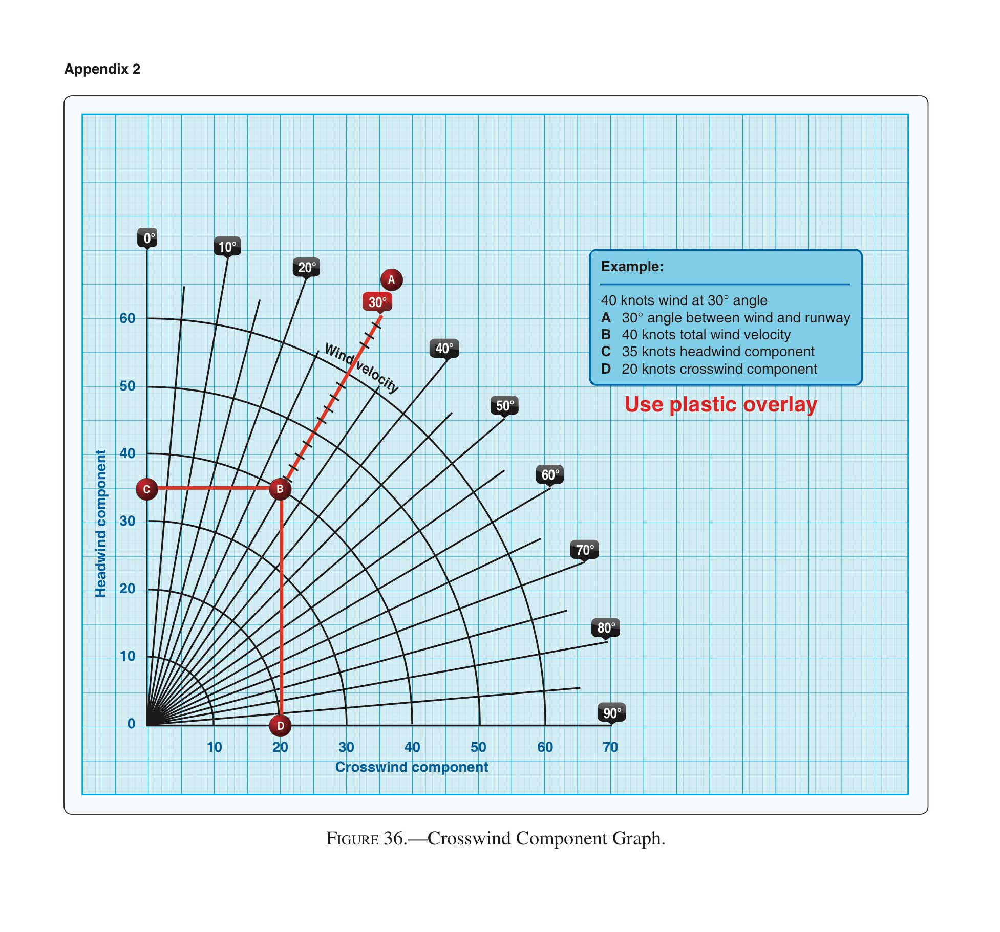 Appendix 2
0°
10°
20°
A
30°
40°
50°
60°
70°
80°
90°
Wind velocity
Example:
40 knots wind at 30° angle
A 30° angle between wind and runway
B 40 knots total wind velocity
C 35 knots headwind component
D 20 knots crosswind component
Use plastic overlay
Headwind component
60
50
40
30
20
10
0
C
B
D
10 20 30 40 50 60 70
Crosswind component
FIGURE 36.—Crosswind Component Graph.